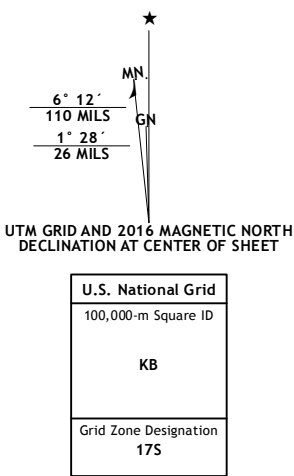 ★
MN
GN
6° 12´
110 MILS
1° 28´
26 MILS
UTM GRID AND 2016 MAGNETIC NORTH
DECLINATION AT CENTER OF SHEET
U.S. National Grid
100,000-m Square ID
KB
Grid Zone Designation
17S